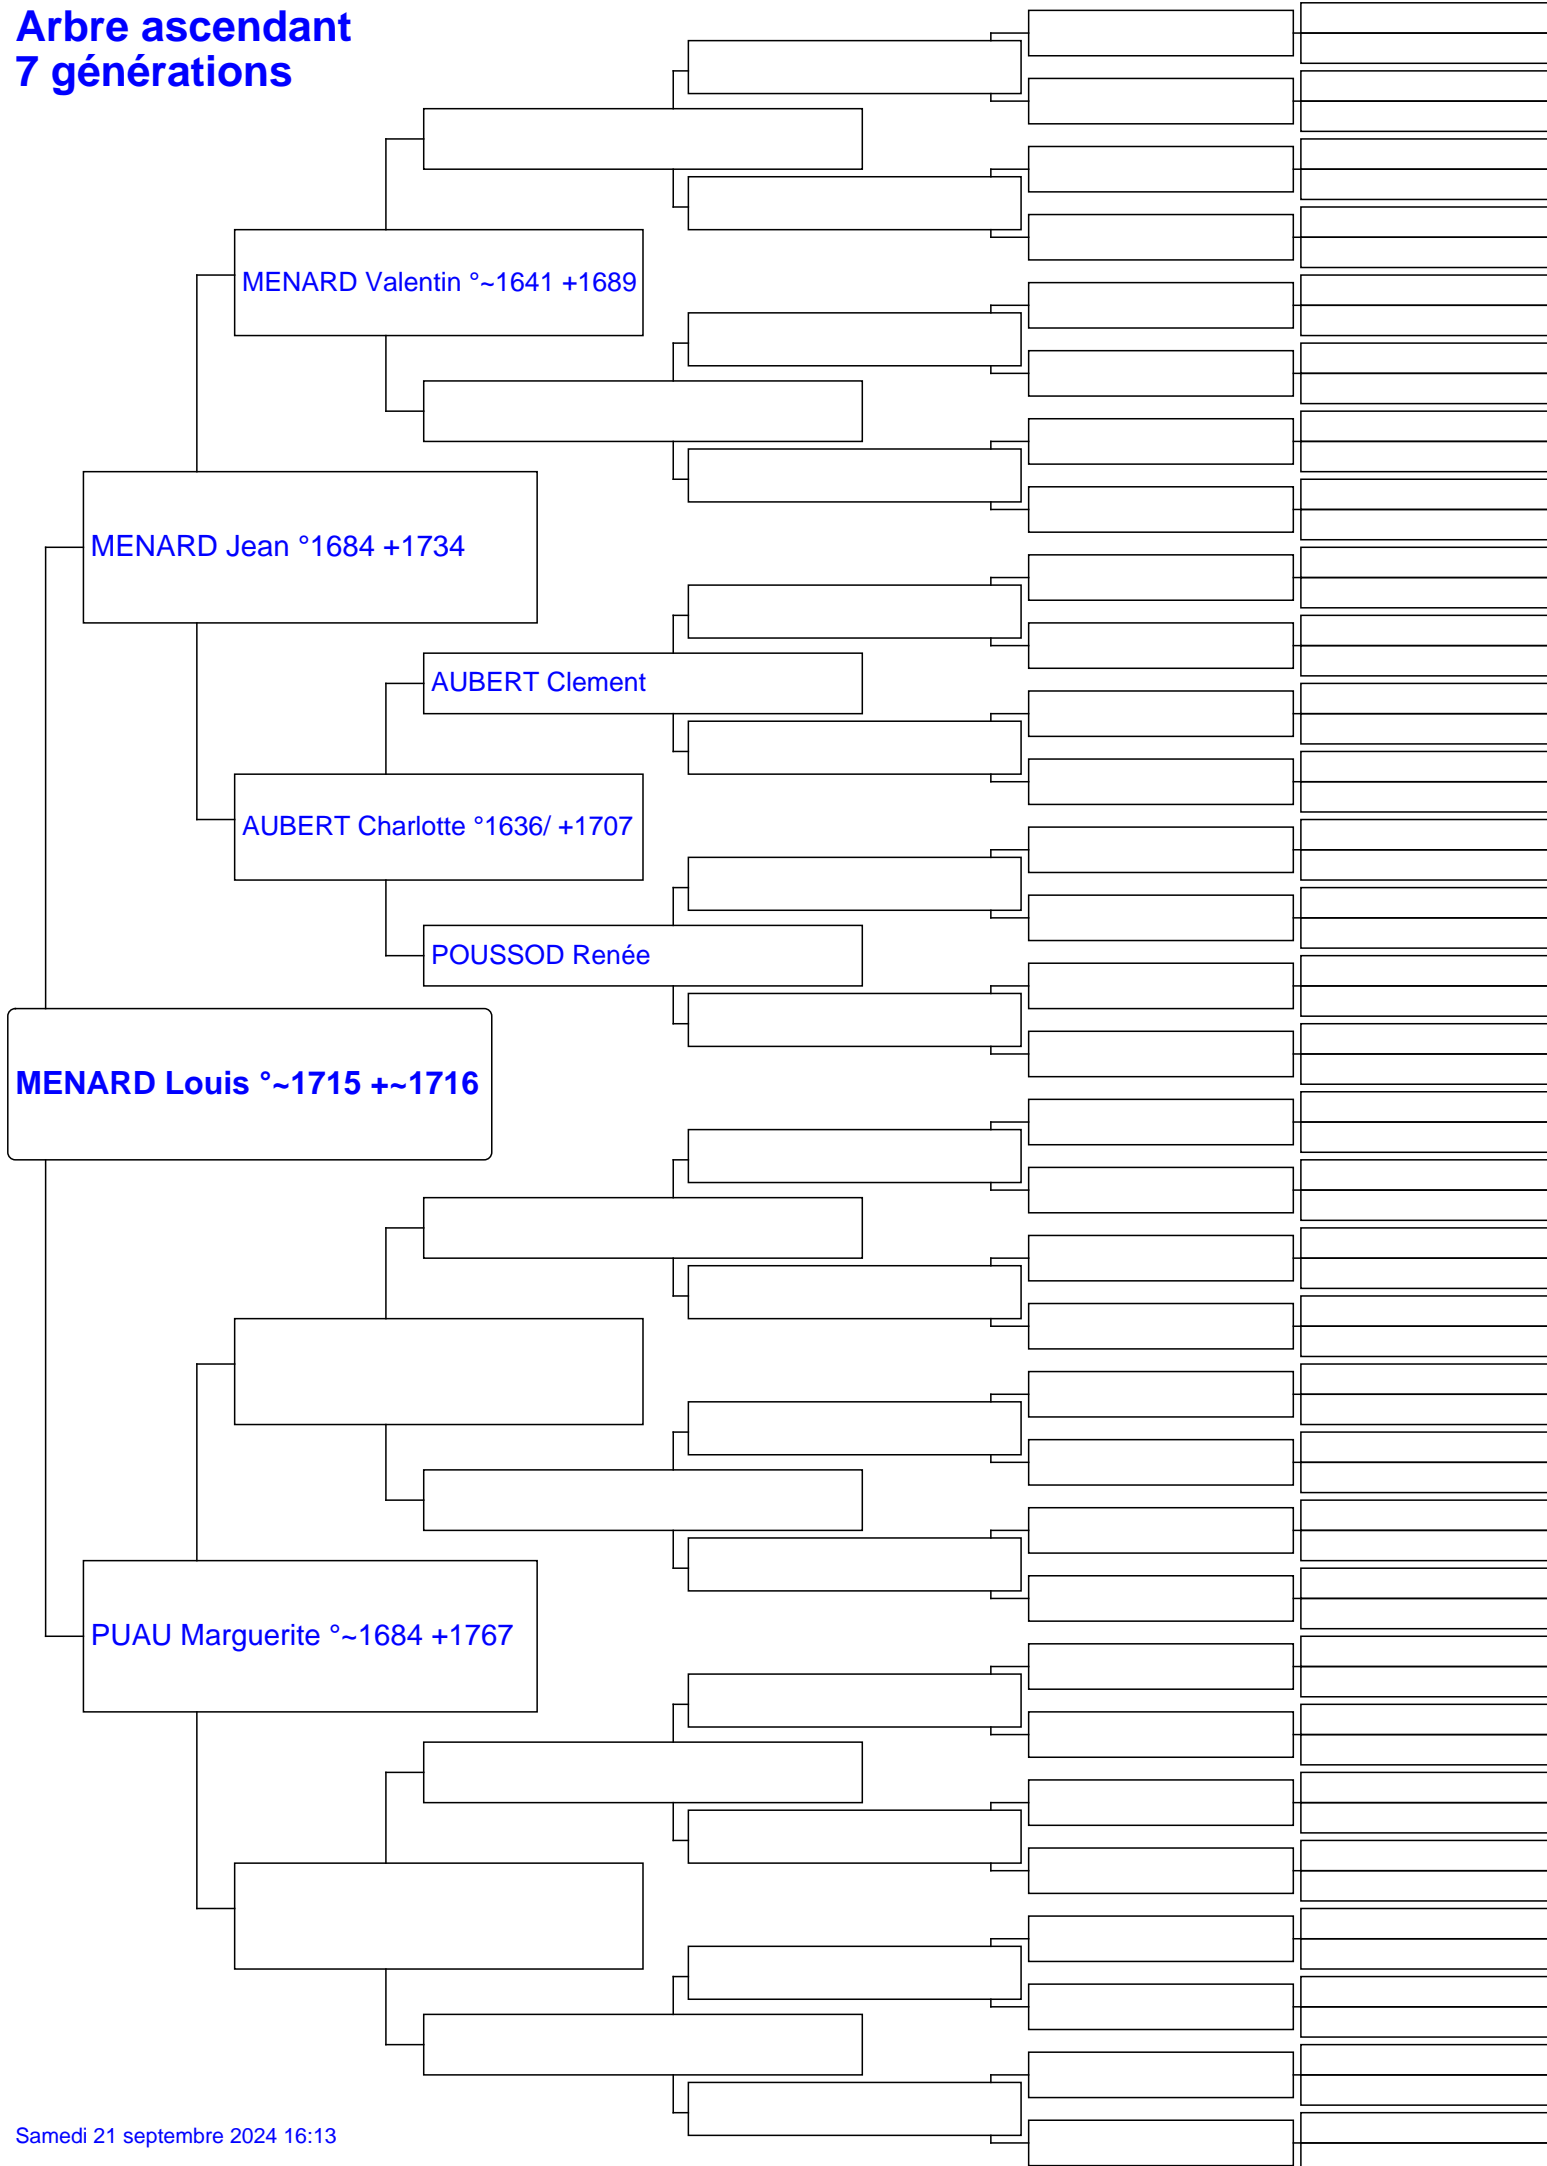 Arbre ascendant
7 générations
MENARD Valentin °~1641 +1689
MENARD Jean °1684 +1734
AUBERT Clement
AUBERT Charlotte °1636/ +1707
POUSSOD Renée
MENARD Louis °~1715 +~1716
PUAU Marguerite °~1684 +1767
Samedi 21 septembre 2024 16:13